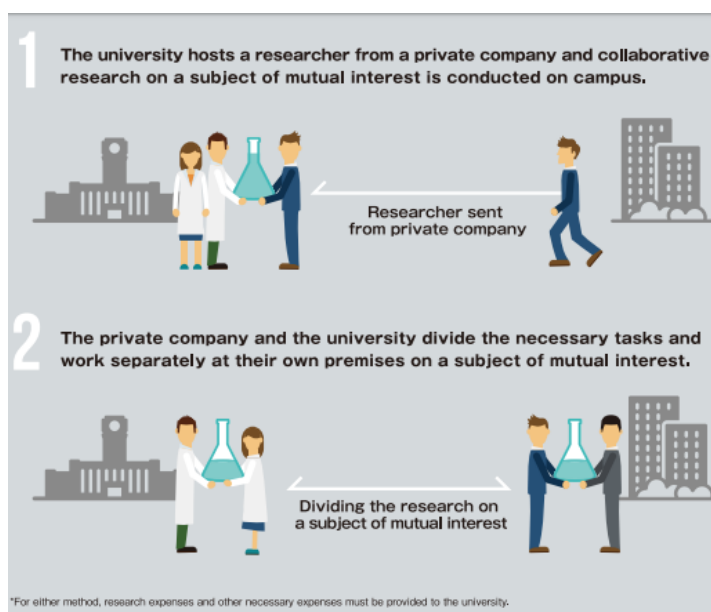 1
The university hosts a researcher from a private company and collaborative
research on a subject of mutual interest is conducted on campus.
Researcher sent
from private company
2
The private company and the university divide the necessary tasks and
work separately at their own premises on a subject of mutual interest.
Dividing the research on
a subject of mutual interest
*For either method, research expenses and other necessary expenses must be provided to the university.